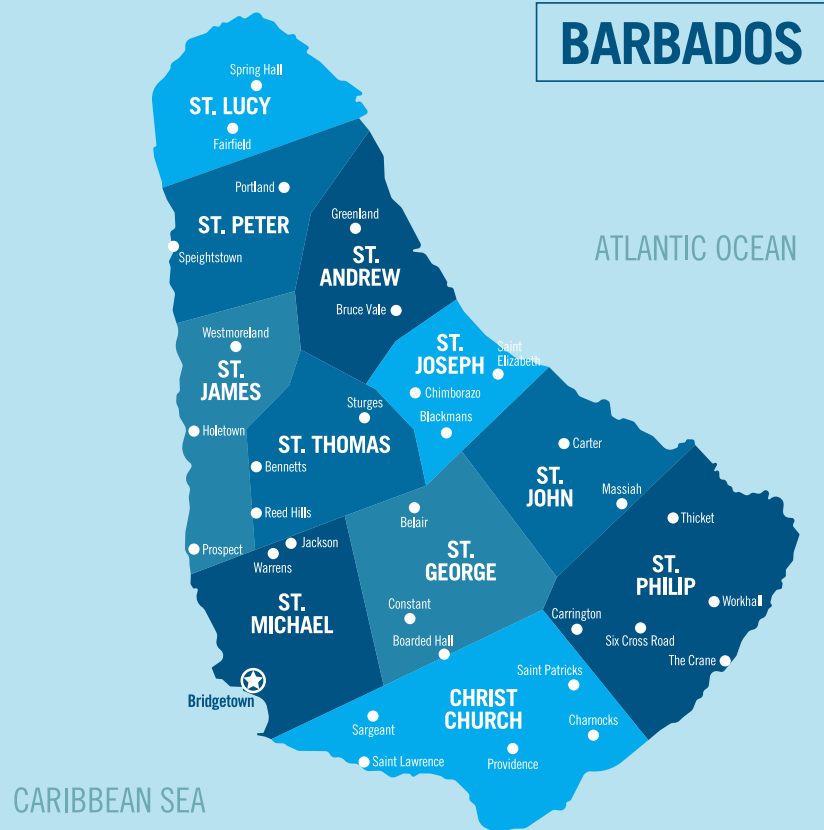 BARBADOS
Spring Hall
ST. LUCY
Fairfield
Portland
ST. PETER
Speightstown
Greenland
ST.
ANDREW
Bruce Vale
ATLANTIC OCEAN
Westmoreland
ST.
JAMES
Holetown
Prospect
ST.
JOSEPH
Saint
Elizabeth
Chimborazo
Blackmans
Sturges
ST. THOMAS
Bennetts
Reed Hills
Carter
ST.
JOHN
Massiah
Belair
ST.
GEORGE
Constant
Boarded Hall
Jackson
Warrens
ST.
MICHAEL
Bridgetown
Thicket
ST.
PHILIP
Workhall
Carrington
Six Cross Road
The Crane
Saint Patricks
CHRIST
CHURCH
Charnocks
Sargeant
Saint Lawrence
Providence
CARIBBEAN SEA